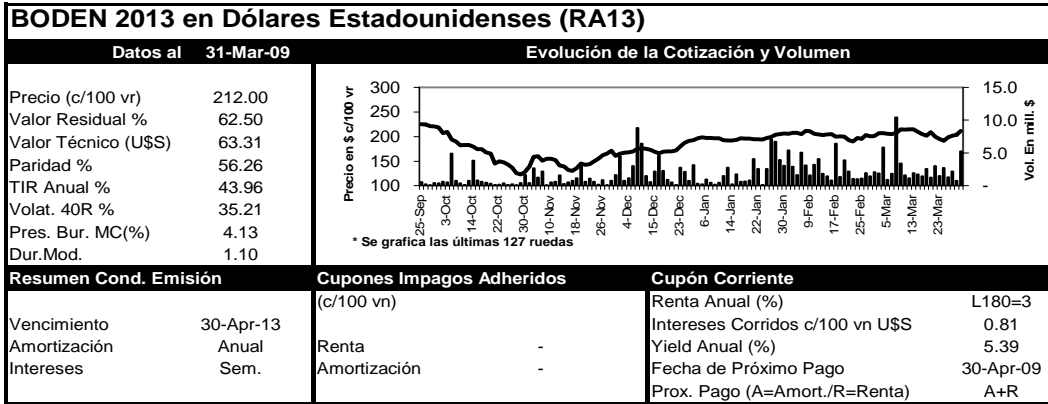 BODEN 2013 en Dólares Estadounidenses (RA13)
Datos al 31-Mar-09
Precio (c/100 vr) 212.00
Valor Residual % 62.50
Valor Técnico (U$S) 63.31
Paridad % 56.26
TIR Anual % 43.96
Volat. 40R % 35.21
Pres. Bur. MC(%) 4.13
Dur.Mod. 1.10
Evolución de la Cotización y Volumen
Precio en $ c/100 vr
300
250
200
150
100
15.0
10.0
5.0
-
Vol. En mill. $
25-Sep
3-Oct
14-Oct
22-Oct
30-Oct
10-Nov
18-Nov
26-Nov
4-Dec
15-Dec
23-Dec
6-Jan
14-Jan
22-Jan
30-Jan
9-Feb
17-Feb
25-Feb
5-Mar
13-Mar
23-Mar
* Se grafica las últimas 127 ruedas
Resumen Cond. Emisión
Vencimiento 30-Apr-13
Amortización Anual
Intereses Sem.
Cupones Impagos Adheridos
(c/100 vn)
Renta -
Amortización -
Cupón Corriente
Renta Anual (%) L180=3
Intereses Corridos c/100 vn U$S 0.81
Yield Anual (%) 5.39
Fecha de Próximo Pago 30-Apr-09
Prox. Pago (A=Amort./R=Renta) A+R